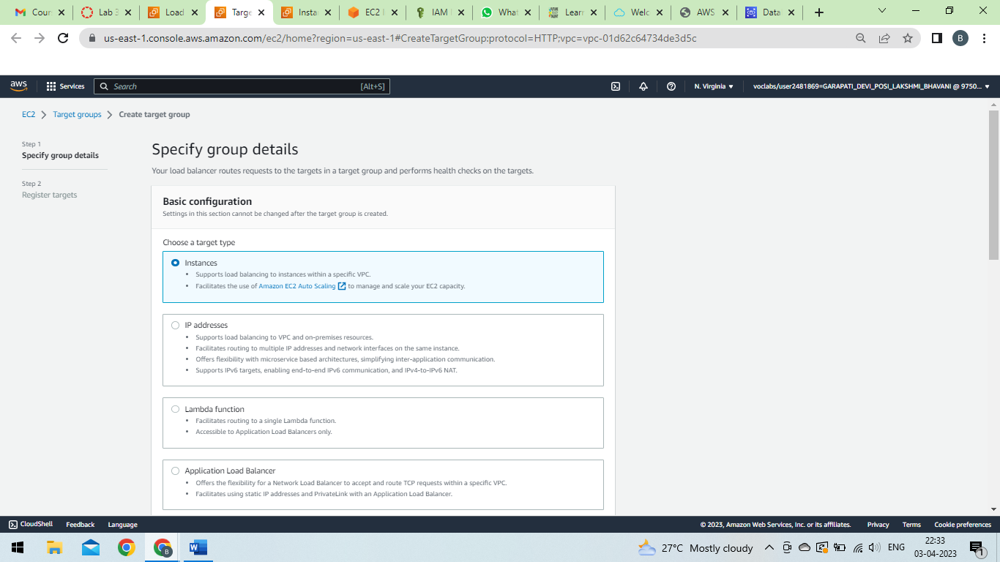 Cour
Lab 3
Load
Targe
Insta
EC2
IAM
What
Learn
Welc
AWS
Data
us-east-1.console.aws.amazon.com/ec2/home?region=us-east-1#CreateTargetGroup:protocol=HTTP;vpc=vpc-01d62c64734de3d5c
B
aws
Services
Search
[Alt+S]
N. Virginia
voclabs/user2481869=GARAPATI_DEVI_POSI_LAKSHMI_BHAVANI @ 9750...
EC2 > Target groups > Create target group
Step 1
Specify group details
Step 2
Register targets
Specify group details
Your load balancer routes requests to the targets in a target group and performs health checks on the targets.
Basic configuration
Settings in this section cannot be changed after the target group is created.
Choose a target type
Instances
• Supports load balancing to instances within a specific VPC.
• Facilitates the use of Amazon EC2 Auto Scaling to manage and scale your EC2 capacity.
IP addresses
• Supports load balancing to VPC and on-premises resources.
• Facilitates routing to multiple IP addresses and network interfaces on the same instance.
• Offers flexibility with microservice based architectures, simplifying inter-application communication.
• Supports IPv6 targets, enabling end-to-end IPv6 communication, and IPv4-to-IPv6 NAT.
Lambda function
• Facilitates routing to a single Lambda function.
• Accessible to Application Load Balancers only.
Application Load Balancer
• Offers the flexibility for a Network Load Balancer to accept and route TCP requests within a specific VPC.
• Facilitates using static IP addresses and PrivateLink with an Application Load Balancer.
CloudShell
Feedback
Language
© 2023, Amazon Web Services, Inc. or its affiliates.
Privacy
Terms
Cookie preferences
B
W
27°C Mostly cloudy
ENG
22:33
03-04-2023
1